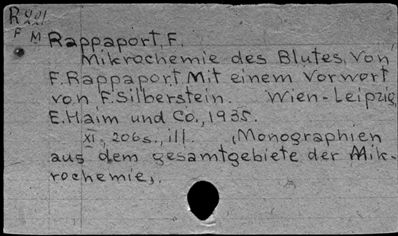 R
F M Rappaport, F.
Mikrochemie des Blutes, von
F. Rappaport. Mit einem Vorwort
von F. Silberstein. Wien-Leipzig,
E. Haim und Co., 1935.
XI, 206 s., ill. (Monographien
aus dem gesamtgebiete der Mik-
rochemie).